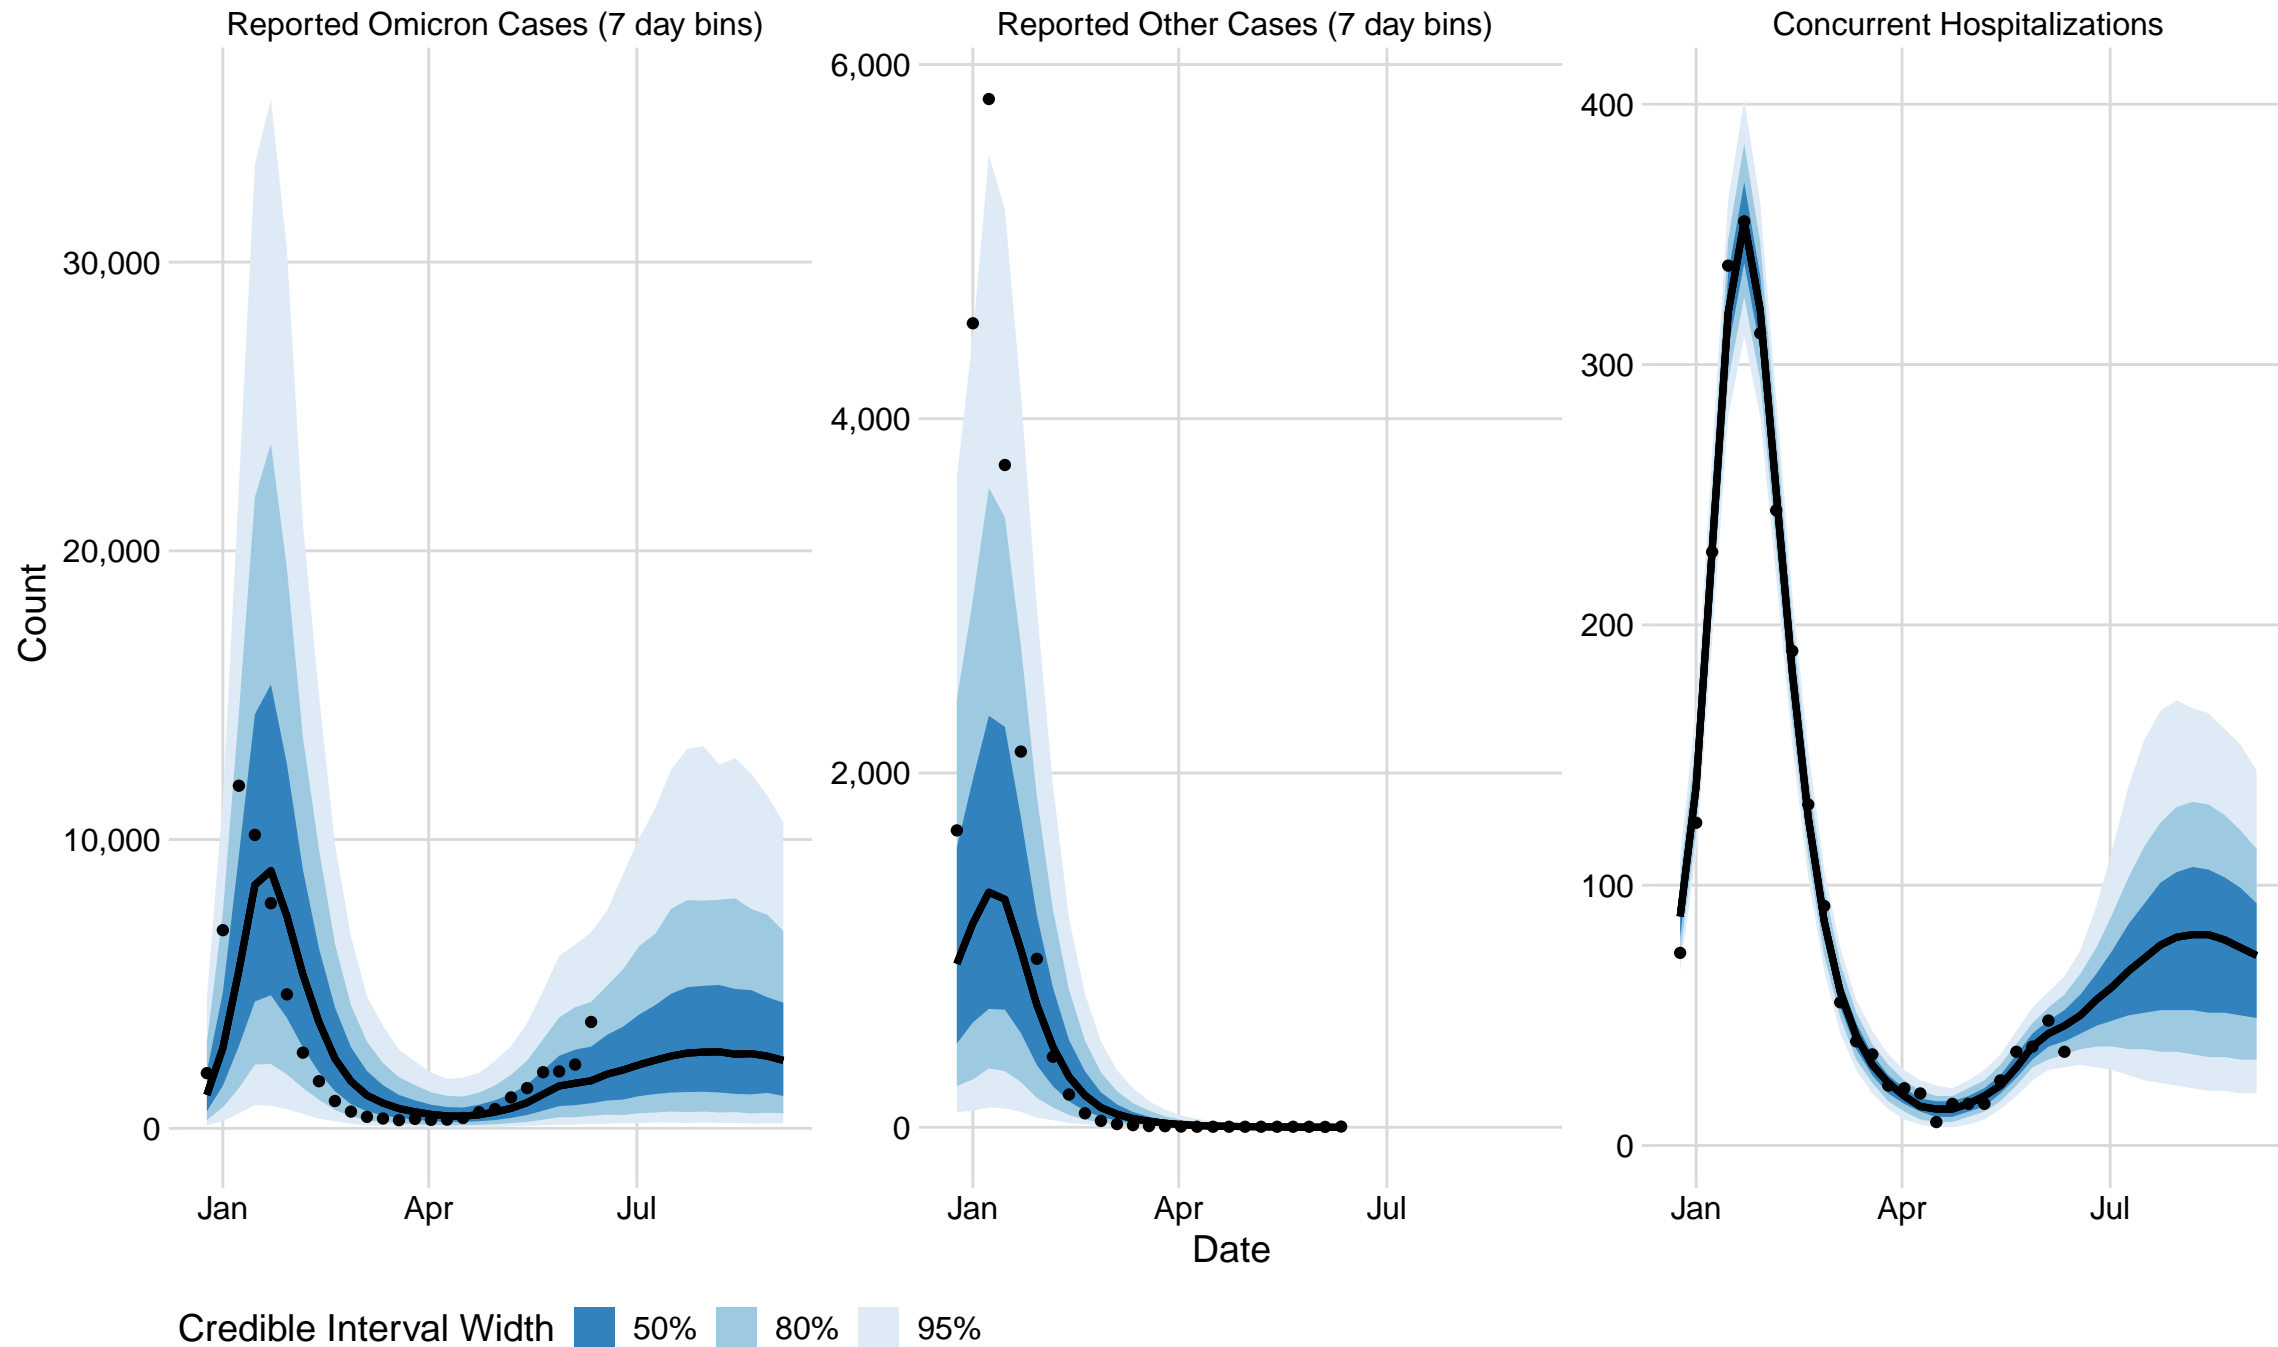 Reported Omicron Cases (7 day bins)
Reported Other Cases (7 day bins)
Concurrent Hospitalizations
Count
30,000
20,000
10,000
0
Jan Apr Jul
6,000
4,000
2,000
0
Jan Apr Jul
400
300
200
100
0
Jan Apr Jul
Date
Credible Interval Width 50% 80% 95%